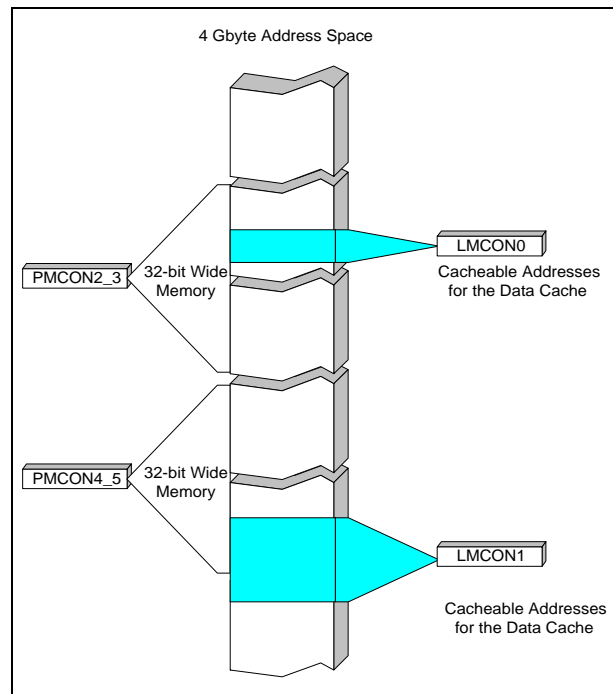 4 Gbyte Address Space
LMCON0
Cacheable Addresses
for the Data Cache
PMCON2_3
32-bit Wide
Memory
PMCON4_5
32-bit Wide
Memory
LMCON1
Cacheable Addresses
for the Data Cache